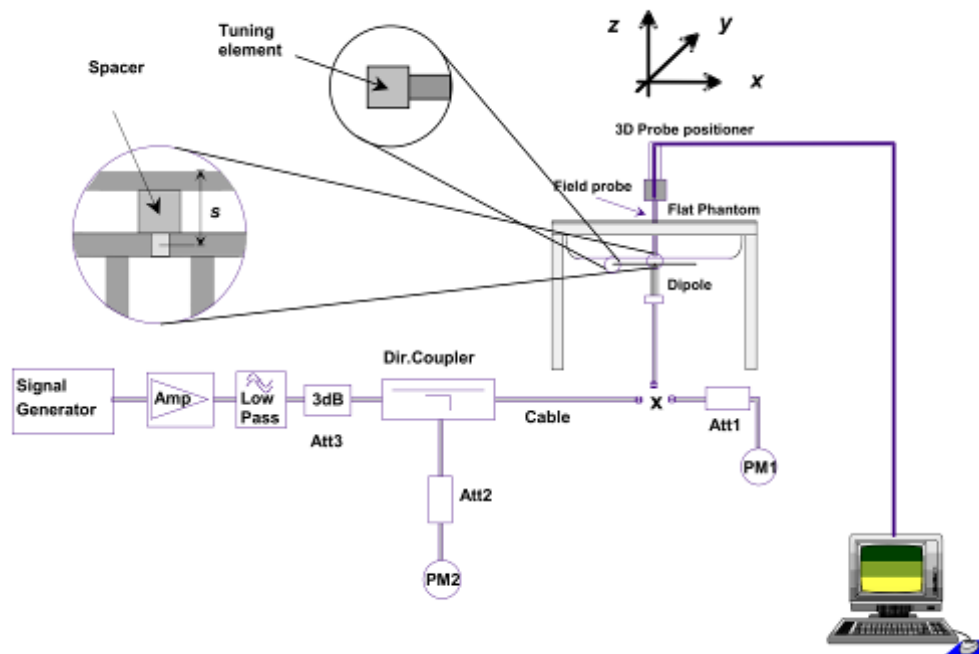 Tuning
element
z
y
x
Spacer
s
3D Probe positioner
Field probe
Flat Phantom
Dipole
Dir.Coupler
Signal
Generator
Amp
Low
Pass
3dB
Att3
Cable
x
Att1
PM1
Att2
PM2